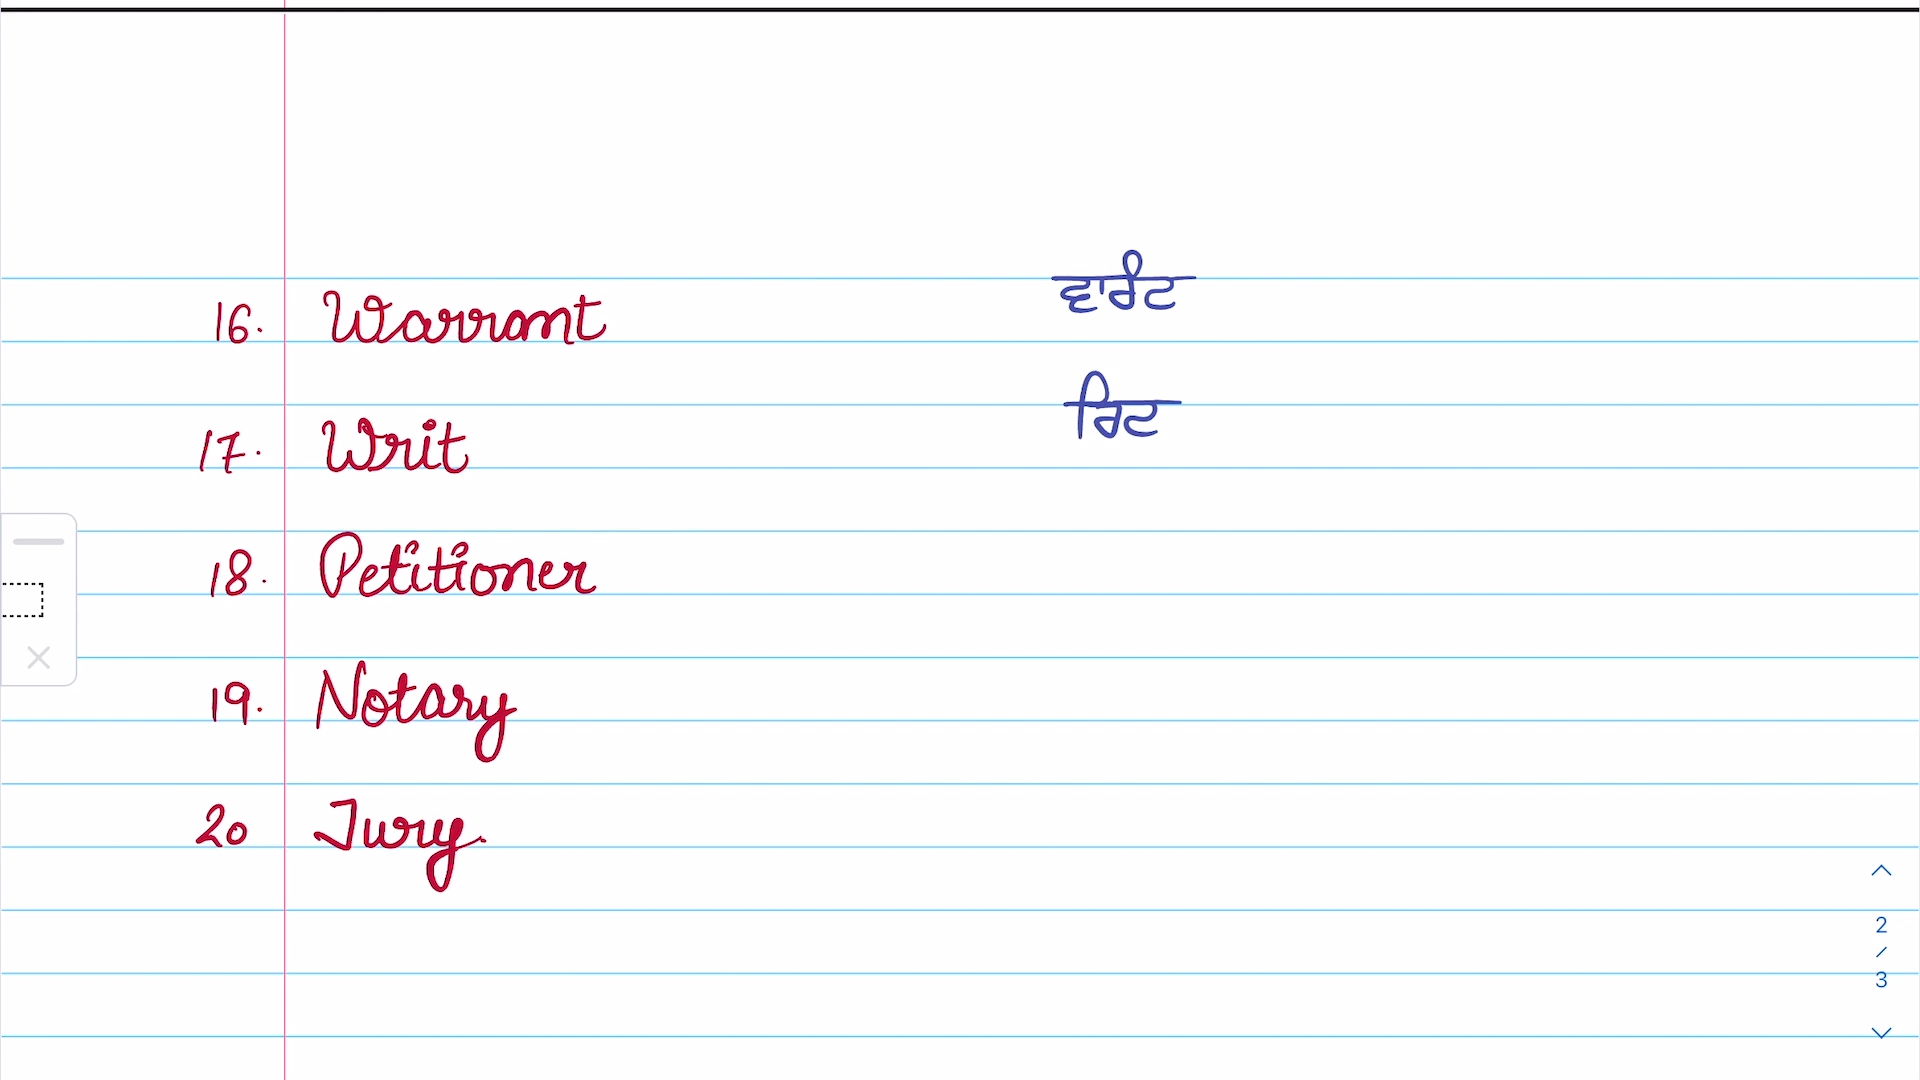 16. Warrant ਵਾਰੰਟ
17. Writ ਰਿਟ
18. Petitioner
19. Notary
20 Jury.
2
/
3